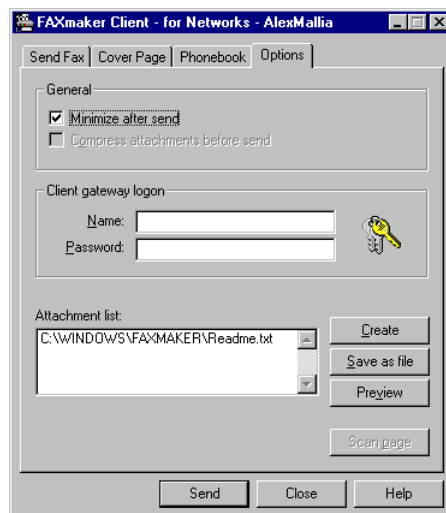 FAXmaker Client - for Networks - AlexMallia
Send Fax Cover Page Phonebook Options
General
Minimize after send
Compress attachments before send
Client gateway logon
Name:
Password:
Attachment list:
C:\WINDOWS\FAXMAKER\Readme.txt
Create
Save as file
Preview
Scan page
Send Close Help